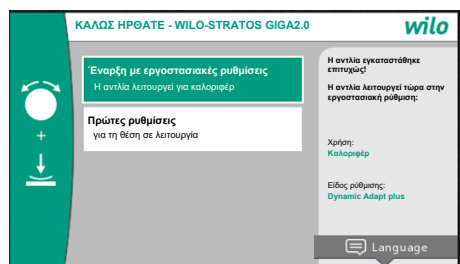 ΚΑΛΩΣ ΗΡΘΑΤΕ - WILO-STRATOS GIGA2.0
wilo
Έναρξη με εργοστασιακές ρυθμίσεις
Η αντλία λειτουργεί για καλοριφέρ
Πρώτες ρυθμίσεις
για τη θέση σε λειτουργία
+
Η αντλία εγκαταστάθηκε
επιτυχώς!
Η αντλία λειτουργεί τώρα στην
εργοστασιακή ρύθμιση:
Χρήση:
Καλοριφέρ
Είδος ρύθμισης:
Dynamic Adapt plus
Language